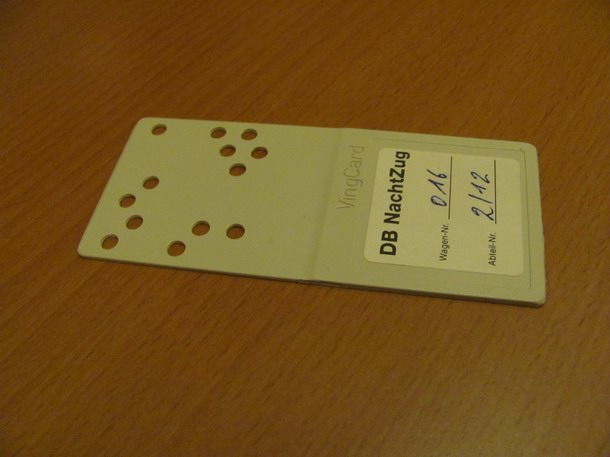 VingCard
DB NachtZug
Wagen-Nr. 016
Abteil-Nr. 2/12